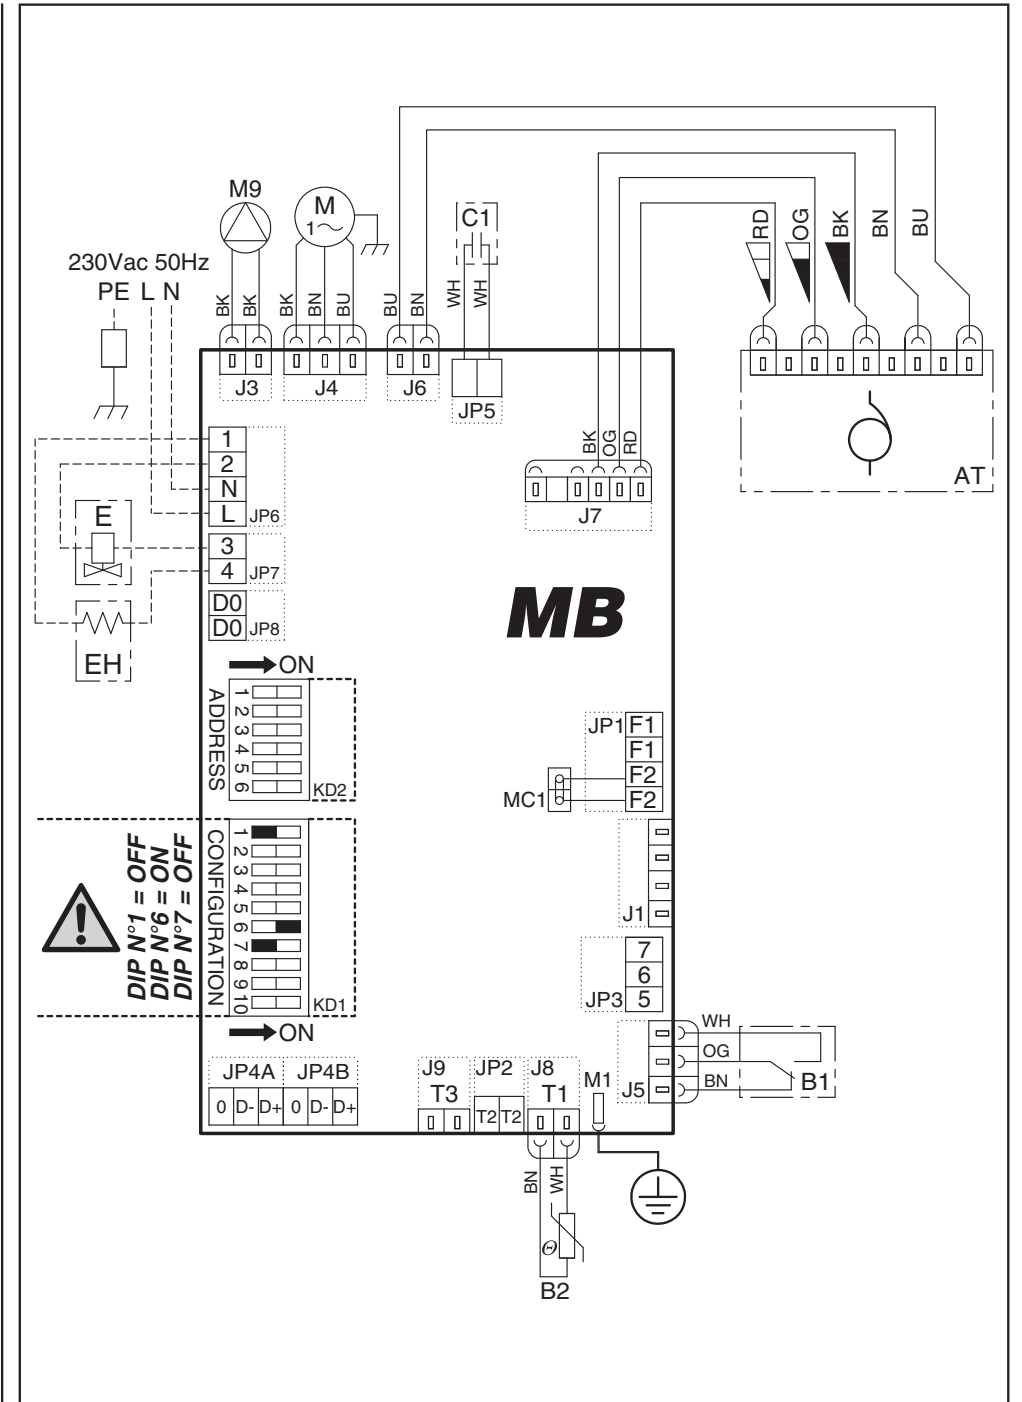 M9
M
1~
C1
230Vac 50Hz
PE L N
BK
BK
BK
BN
BU
BU
BN
WH
WH
RD
OG
BK
BN
BU
J3
J4
J6
JP5
BK
OG
RD
J7
AT
1
2
N
L
JP6
E
3
4
JP7
D0
D0
JP8
EH
MB
ON
ADDRESS
1
2
3
4
5
6
KD2
JP1
F1
F1
F2
F2
MC1
J1
DIP N°1 = OFF
DIP N°6 = ON
DIP N°7 = OFF
CONFIGURATION
1
2
3
4
5
6
7
8
9
10
KD1
ON
7
6
5
JP3
WH
OG
BN
J5
B1
JP4A JP4B
0 D- D+ 0 D- D+
J9
T3
JP2
T2 T2
J8
T1
M1
BN
WH
Θ
B2